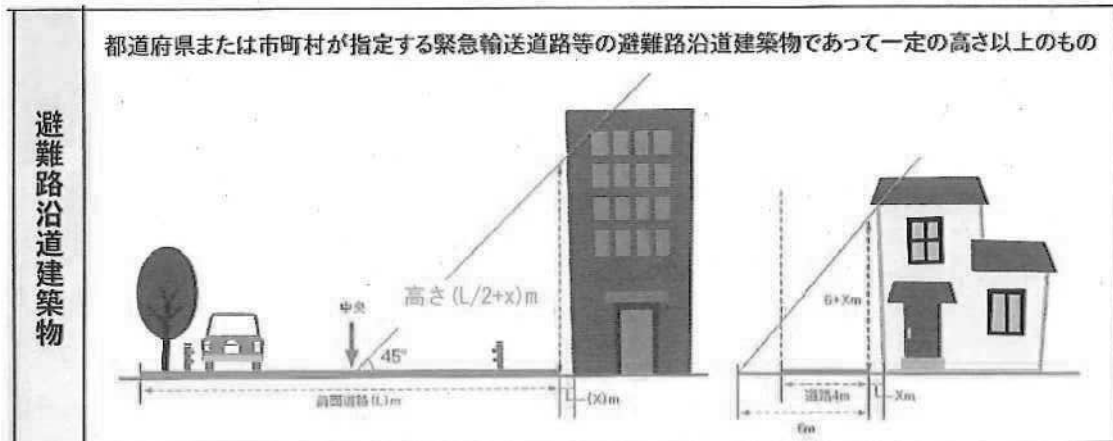 都道府県または市町村が指定する緊急輸送道路等の避難路沿道建築物であって一定の高さ以上のもの
避難路沿道建築物
高さ(L/2+x)m
中央
45°
前面道路(L)m
(X)m
6+Xm
道路4m
Xm
6m